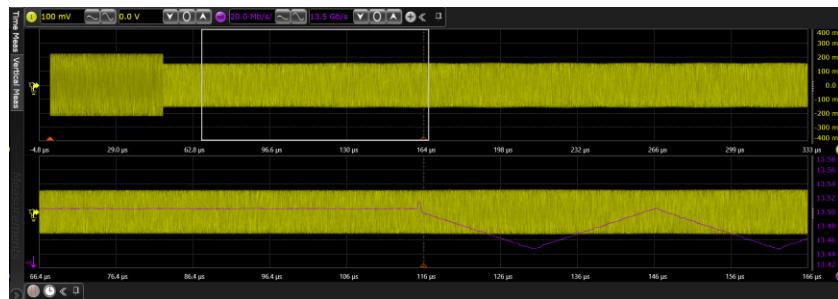 1 100 mV 0.0 V 20.0 Mb/s/ 13.5 Gb/s
Time Meas
Vertical Meas
Measurements
400 m
300 m
200 m
100 m
0.0
-100 m
-200 m
-300 m
-400 m
-4.8 µs 29.0 µs 62.8 µs 96.6 µs 130 µs 164 µs 198 µs 232 µs 266 µs 299 µs 333 µs
13.58
13.56
13.54
13.52
13.50
13.48
13.46
13.44
13.42
66.4 µs 76.4 µs 86.4 µs 96.4 µs 106 µs 116 µs 126 µs 136 µs 146 µs 156 µs 166 µs